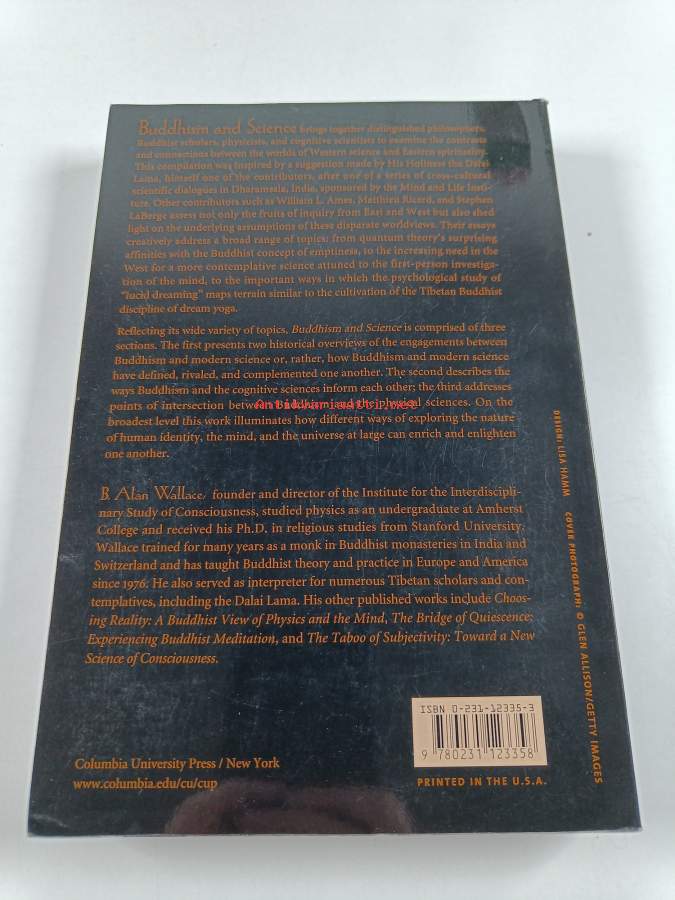 Buddhism and Science brings together distinguished philosophers,
Buddhist scholars, physicists, and cognitive scientists to examine the contrasts
and connections between the worlds of Western science and Eastern spirituality.
This compilation was inspired by a suggestion made by His Holiness the Dalai
Lama, himself one of the contributors, after one of a series of cross-cultural
scientific dialogues in Dharamsala, India, sponsored by the Mind and Life Insti-
tute. Other contributors such as William L. Ames, Matthieu Ricard, and Stephen
LaBerge assess not only the fruits of inquiry from East and West but also shed
light on the underlying assumptions of these disparate worldviews. Their essays
creatively address a broad range of topics: from quantum theory's surprising
affinities with the Buddhist concept of emptiness, to the increasing need in the
West for a more contemplative science attuned to the first-person investiga-
tion of the mind, to the important ways in which the psychological study of
"lucid dreaming" maps terrain similar to the cultivation of the Tibetan Buddhist
discipline of dream yoga.
Reflecting its wide variety of topics, Buddhism and Science is comprised of three
sections. The first presents two historical overviews of the engagements between
Buddhism and modern science or, rather, how Buddhism and modern science
have defined, rivaled, and complemented one another. The second describes the
ways Buddhism and the cognitive sciences inform each other; the third addresses
points of intersection between Buddhism and the physical sciences. On the
broadest level this work illuminates how different ways of exploring the nature
of human identity, the mind, and the universe at large can enrich and enlighten
one another.
B. Alan Wallace, founder and director of the Institute for the Interdiscipli-
nary Study of Consciousness, studied physics as an undergraduate at Amherst
College and received his Ph.D. in religious studies from Stanford University.
Wallace trained for many years as a monk in Buddhist monasteries in India and
Switzerland and has taught Buddhist theory and practice in Europe and America
since 1976. He also served as interpreter for numerous Tibetan scholars and con-
templatives, including the Dalai Lama. His other published works include Choos-
ing Reality: A Buddhist View of Physics and the Mind, The Bridge of Quiescence:
Experiencing Buddhist Meditation, and The Taboo of Subjectivity: Toward a New
Science of Consciousness.
DESIGN: LISA HAMM COVER PHOTOGRAPH: © GLEN ALLISON/GETTY IMAGES
ISBN 0-231-12335-3
9 780231 123358
Columbia University Press / New York
www.columbia.edu/cu/cup
PRINTED IN THE U.S.A.